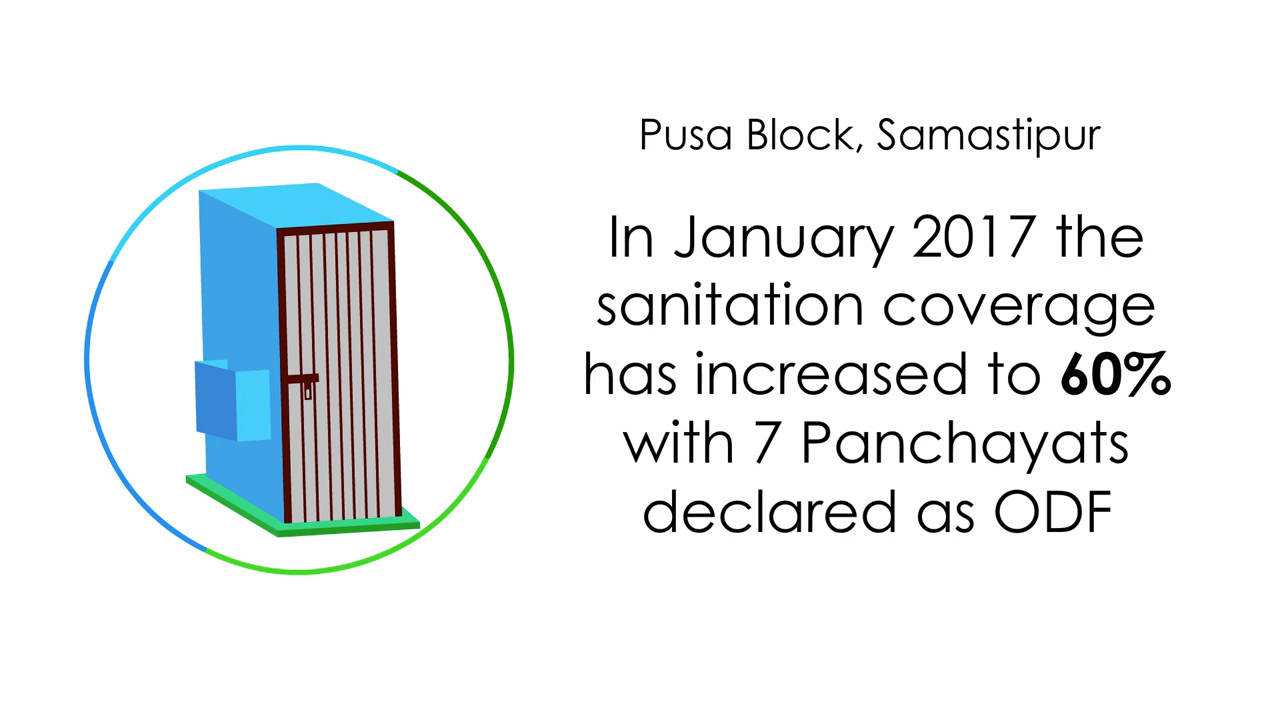 Pusa Block, Samastipur
In January 2017 the
sanitation coverage
has increased to 60%
with 7 Panchayats
declared as ODF